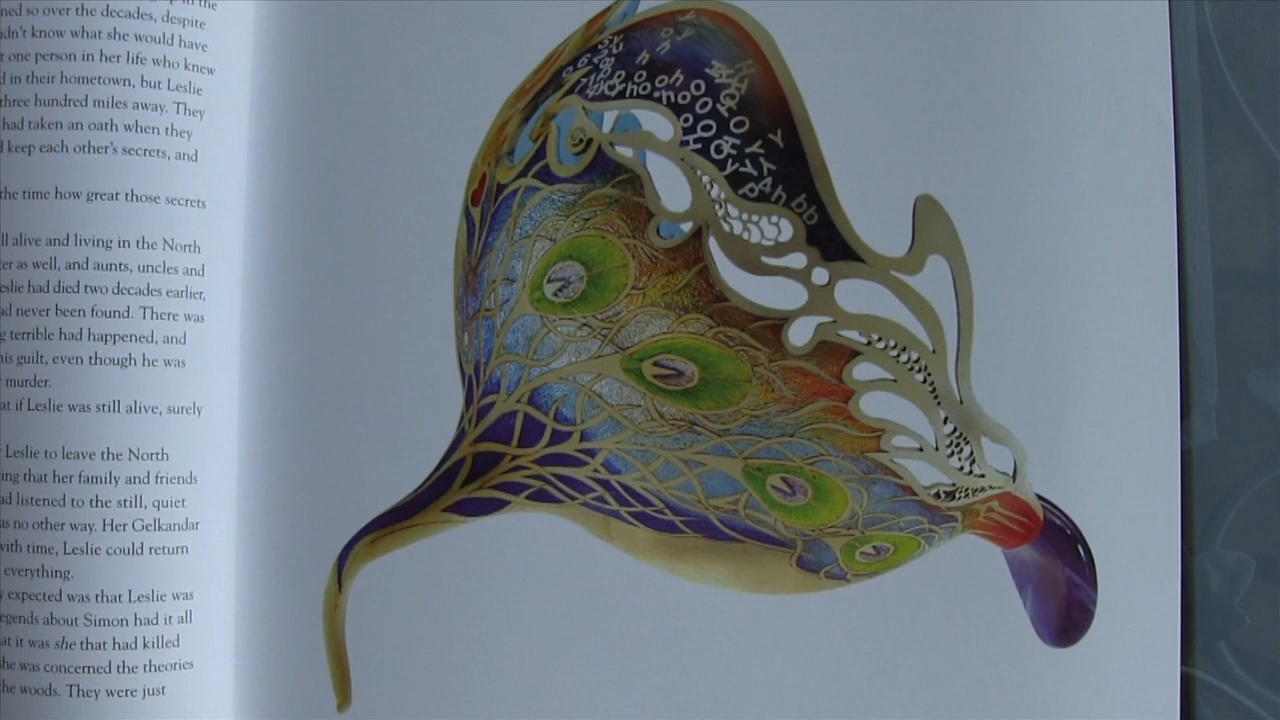 in the
ned so over the decades, despite
idn't know what she would have
t one person in her life who knew
d in their hometown, but Leslie
three hundred miles away. They
had taken an oath when they
d keep each other's secrets, and
the time how great those secrets
ll alive and living in the North
er as well, and aunts, uncles and
eslie had died two decades earlier,
ad never been found. There was
g terrible had happened, and
his guilt, even though he was
murder.
at if Leslie was still alive, surely
Leslie to leave the North
ing that her family and friends
ad listened to the still, quiet
as no other way. Her Gelkandar
with time, Leslie could return
everything.
y expected was that Leslie was
egends about Simon had it all
at it was she that had killed
she was concerned the theories
he woods. They were just